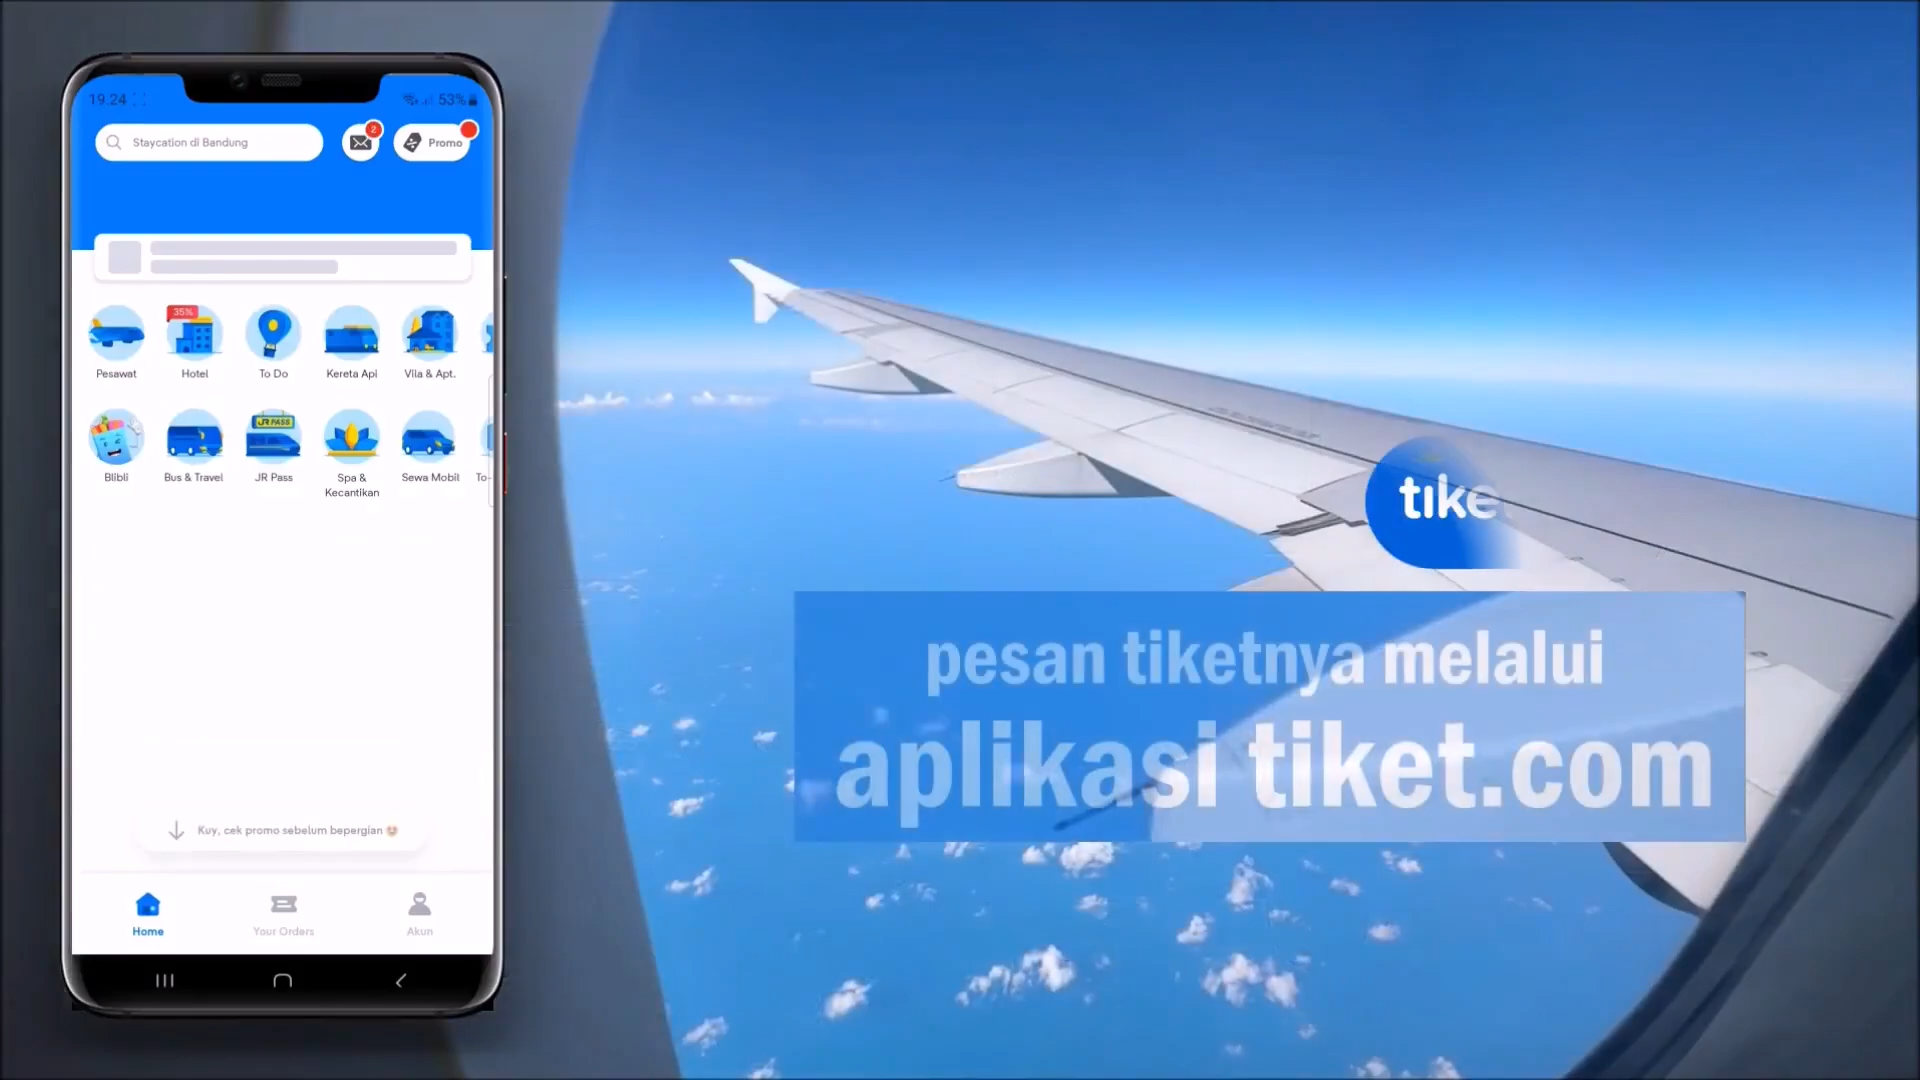 19.24
53%
Staycation di Bandung
2
Promo
35%
Pesawat
Hotel
To Do
Kereta Api
Vila & Apt.
JR PASS
Blibli
Bus & Travel
JR Pass
Spa &
Kecantikan
Sewa Mobil
To-
Kuy, cek promo sebelum bepergian
Home
Your Orders
Akun
tike
pesan tiketnya melalui
aplikasi tiket.com